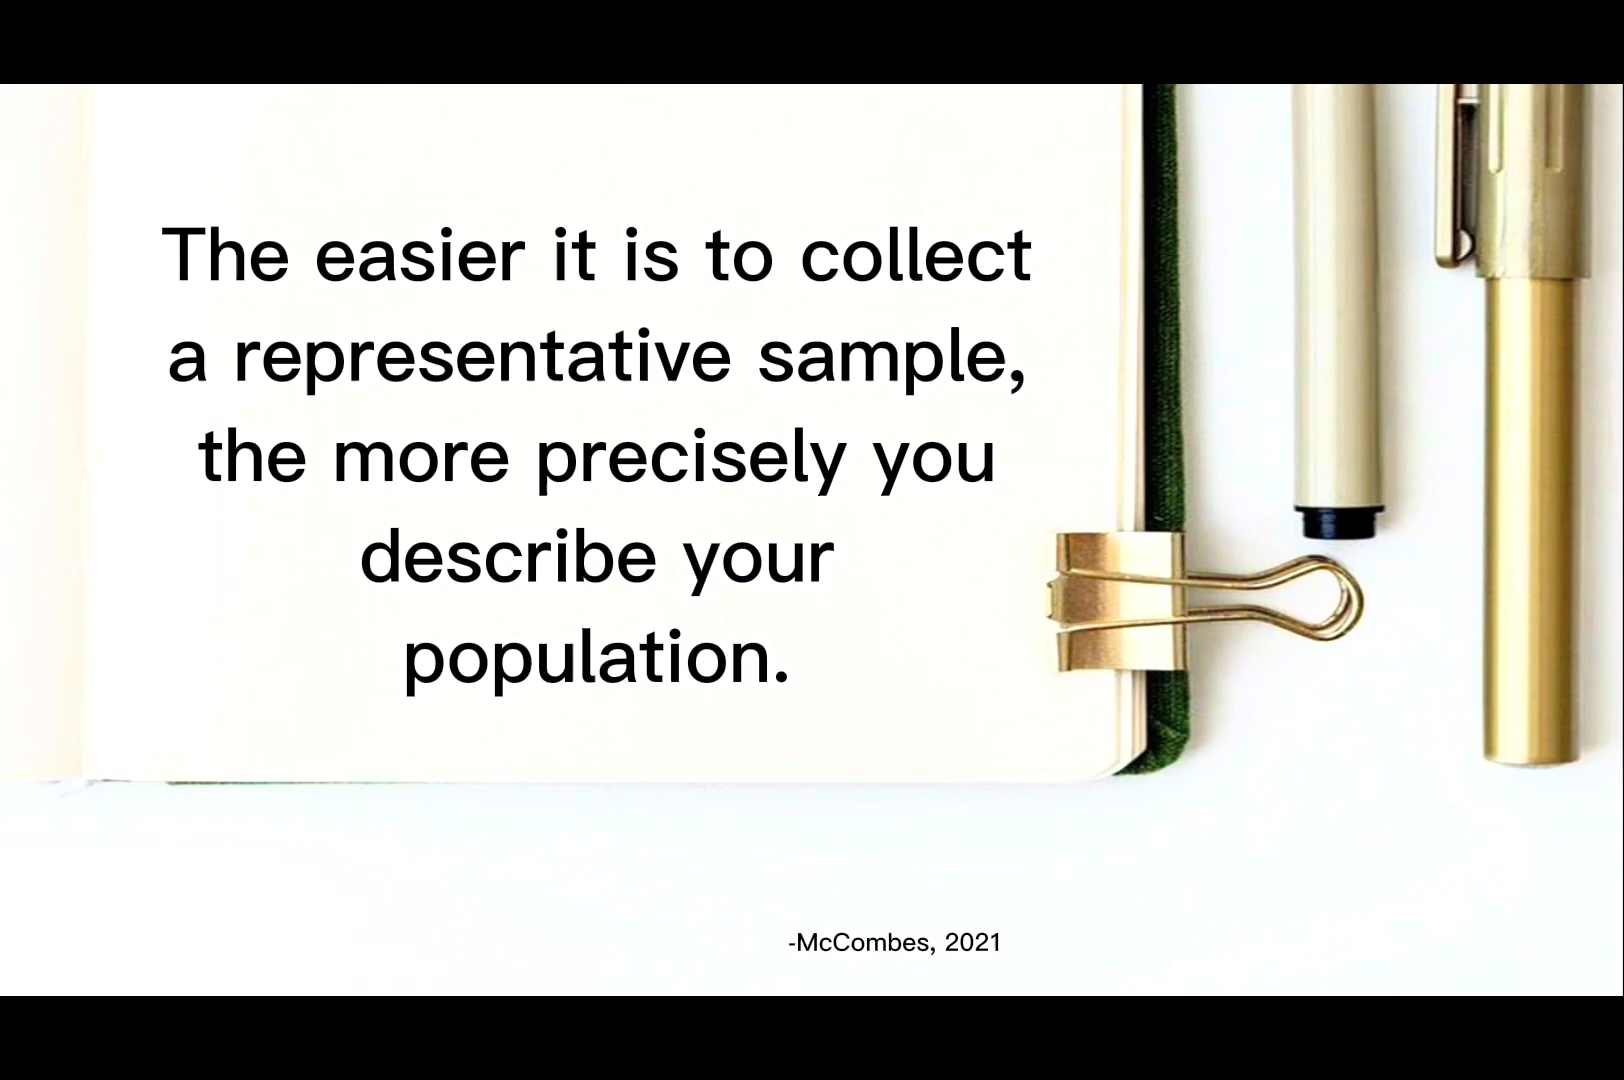 The easier it is to collect
a representative sample,
the more precisely you
describe your
population.
-McCombes, 2021